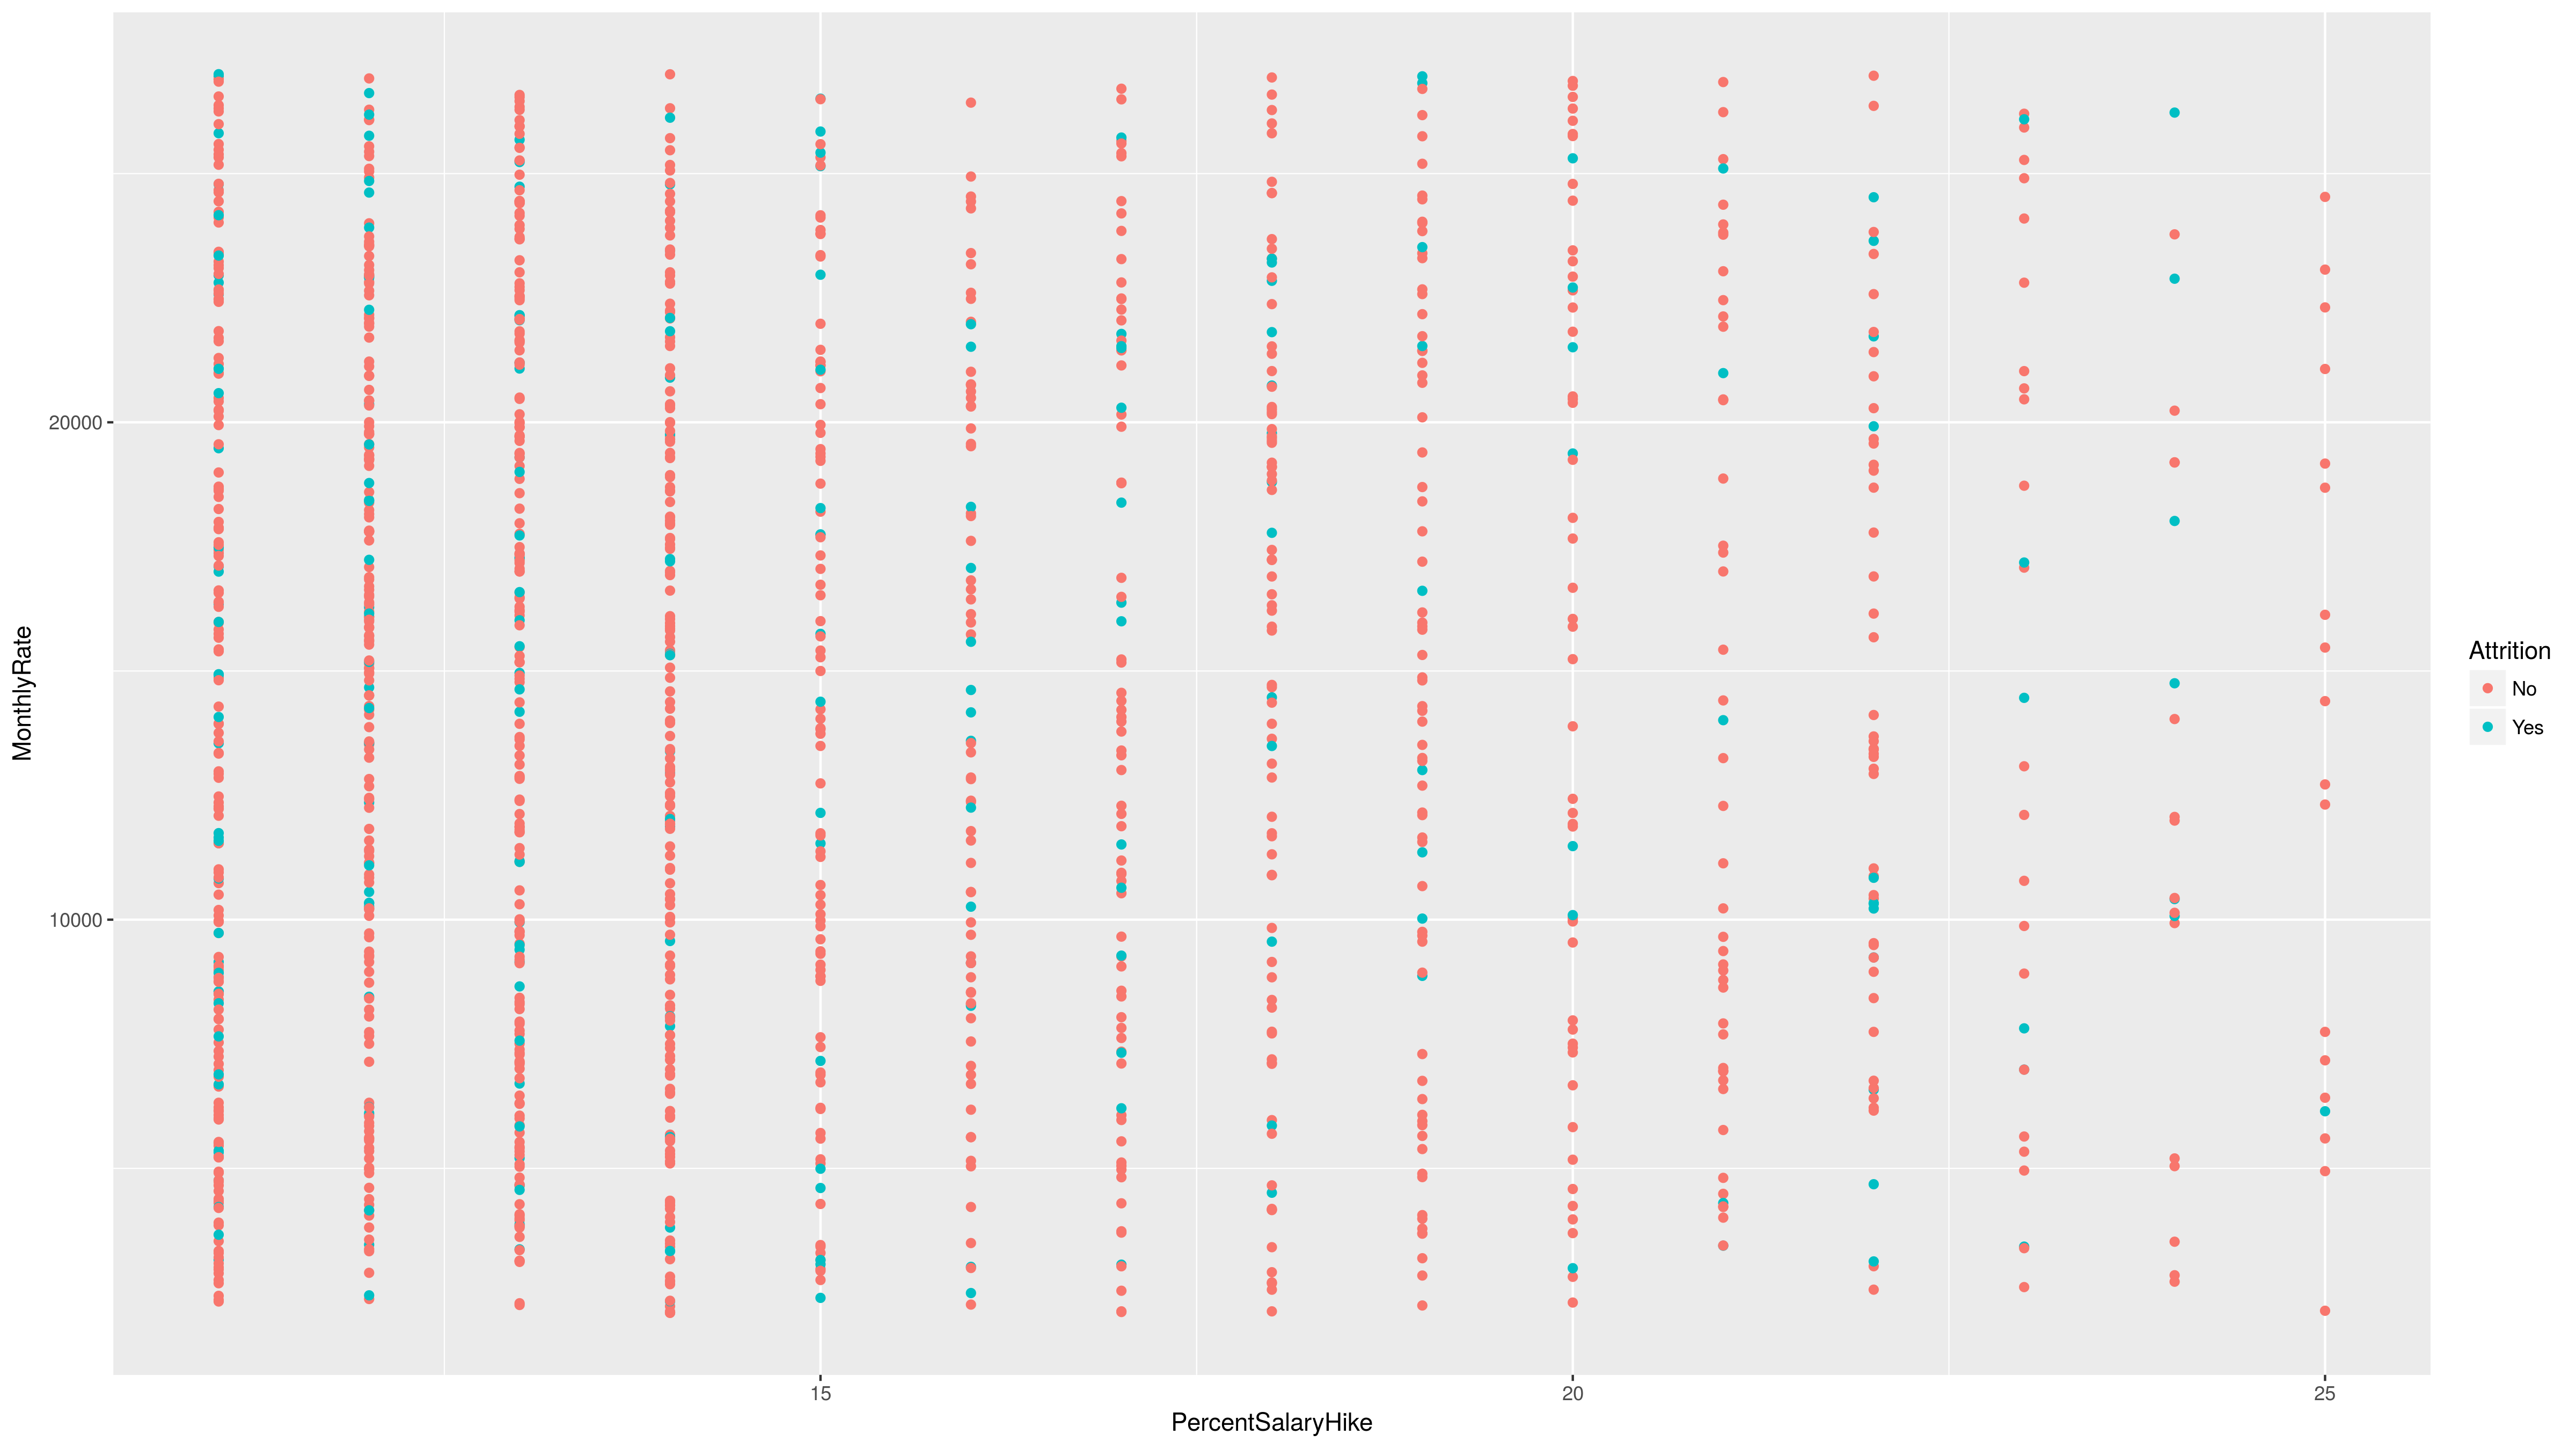 20000
10000
MonthlyRate
15
20
25
PercentSalaryHike
Attrition
No
Yes